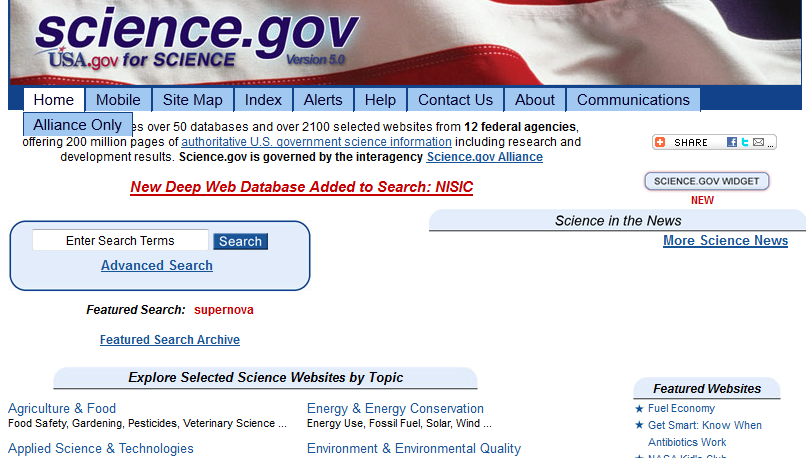 science.gov
USA.gov for SCIENCE Version 5.0
Home Mobile Site Map Index Alerts Help Contact Us About Communications
Alliance Only
es over 50 databases and over 2100 selected websites from 12 federal agencies,
offering 200 million pages of authoritative U.S. government science information including research and
development results. Science.gov is governed by the interagency Science.gov Alliance
SHARE ...
New Deep Web Database Added to Search: NISIC
SCIENCE.GOV WIDGET
NEW
Science in the News
More Science News
Enter Search Terms Search
Advanced Search
Featured Search: supernova
Featured Search Archive
Explore Selected Science Websites by Topic
Agriculture & Food
Food Safety, Gardening, Pesticides, Veterinary Science ...
Applied Science & Technologies
Energy & Energy Conservation
Energy Use, Fossil Fuel, Solar, Wind ...
Environment & Environmental Quality
Featured Websites
Fuel Economy
Get Smart: Know When
Antibiotics Work
NASA Kid's Club